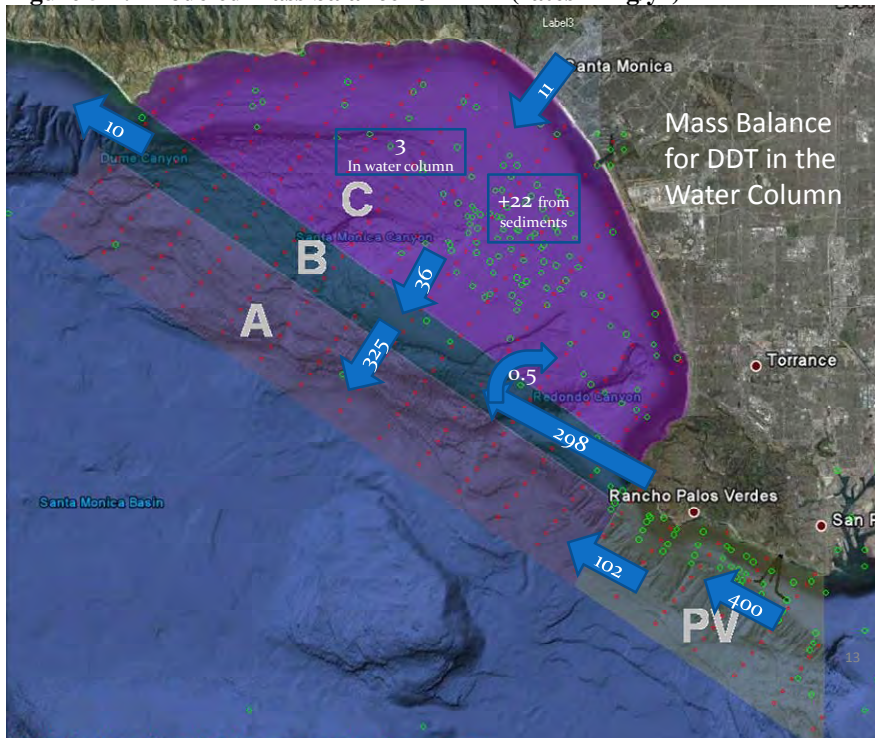 Label3
Santa Monica
11
10
Mass Balance
for DDT in the
Water Column
3
In water column
Dume Canyon
+22 from
sediments
C
Santa Monica Canyon
B
36
A
325
Torrance
0.5
Redondo Canyon
298
Rancho Palos Verdes
Santa Monica Basin
San P
102
400
PV
13